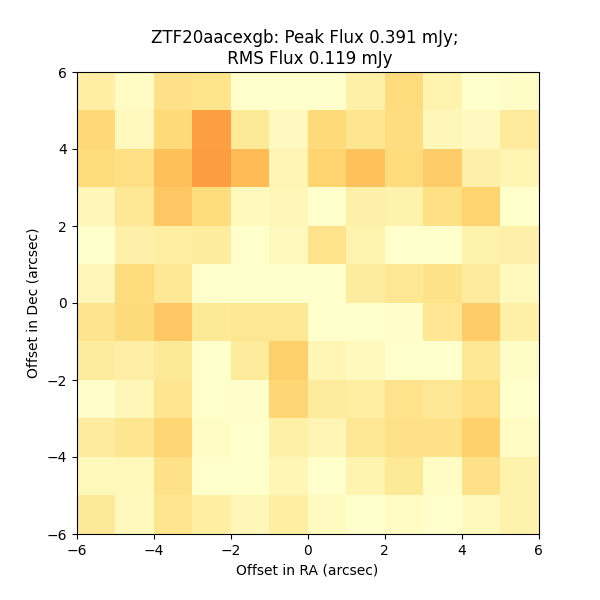 ZTF20aacexgb: Peak Flux 0.391 mJy;
RMS Flux 0.119 mJy
6
4
2
0
−2
−4
−6
Offset in Dec (arcsec)
−6 −4 −2 0 2 4 6
Offset in RA (arcsec)